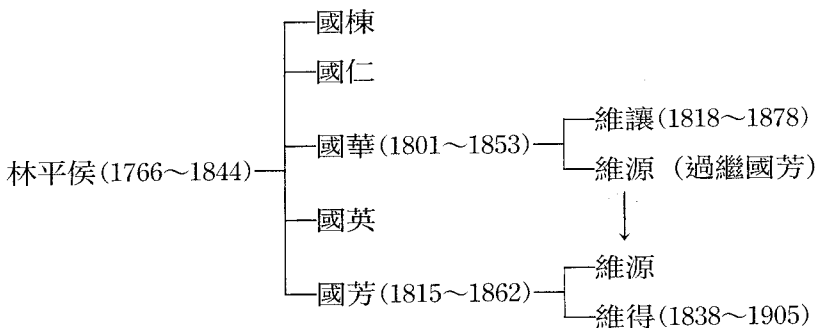 國棟
國仁
國華(1801～1853)
維讓(1818～1878)
維源 (過繼國芳)
林平侯(1766～1844)
國英
國芳(1815～1862)
維源
維得(1838～1905)